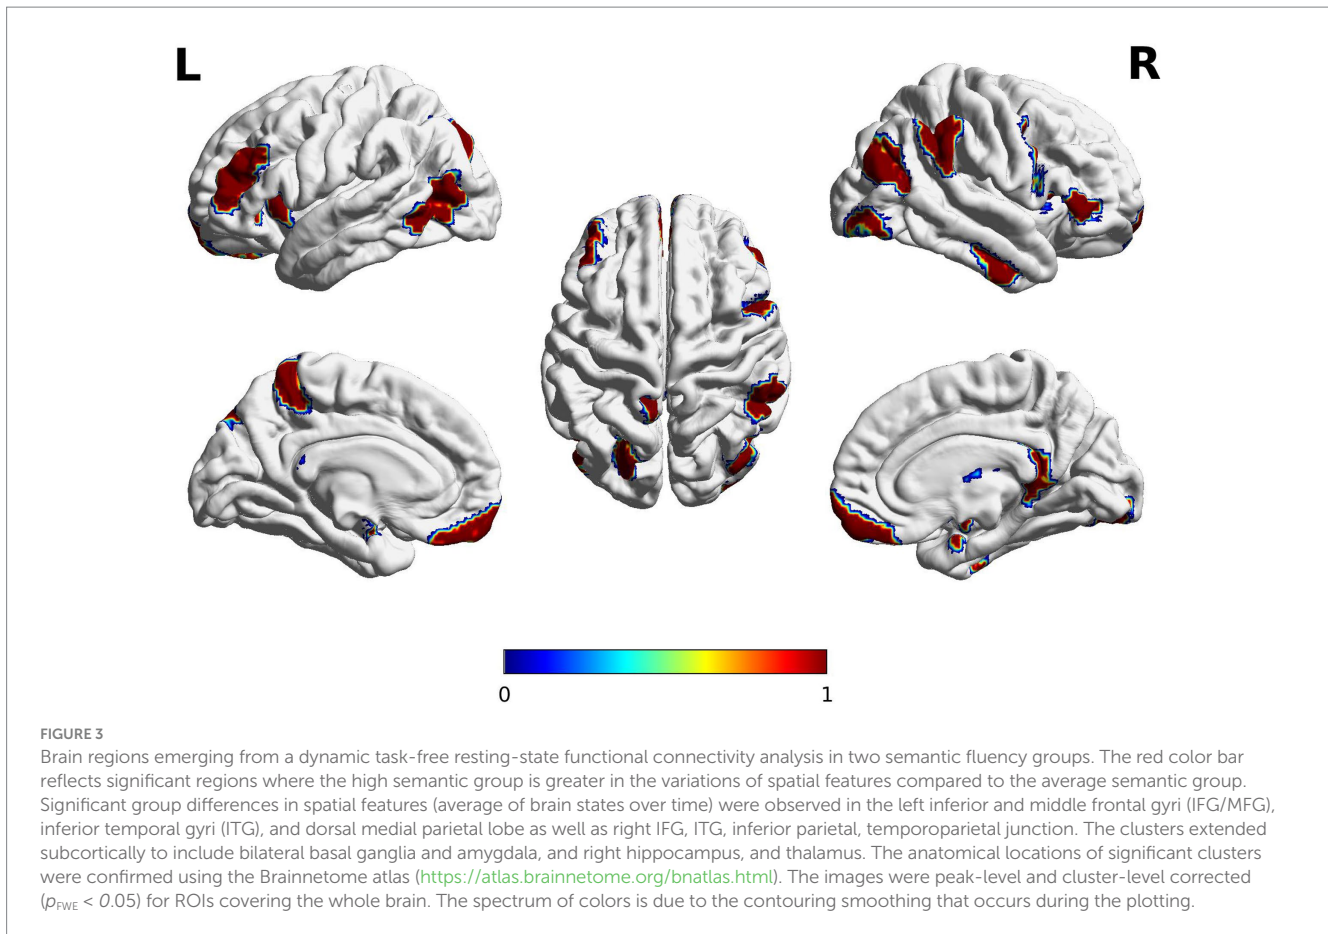 L
R
0
1
FIGURE 3
Brain regions emerging from a dynamic task-free resting-state functional connectivity analysis in two semantic fluency groups. The red color bar
reflects significant regions where the high semantic group is greater in the variations of spatial features compared to the average semantic group.
Significant group differences in spatial features (average of brain states over time) were observed in the left inferior and middle frontal gyri (IFG/MFG),
inferior temporal gyri (ITG), and dorsal medial parietal lobe as well as right IFG, ITG, inferior parietal, temporoparietal junction. The clusters extended
subcortically to include bilateral basal ganglia and amygdala, and right hippocampus, and thalamus. The anatomical locations of significant clusters
were confirmed using the Brainnetome atlas (https://atlas.brainnetome.org/bnatlas.html). The images were peak-level and cluster-level corrected
(pFWE < 0.05) for ROIs covering the whole brain. The spectrum of colors is due to the contouring smoothing that occurs during the plotting.